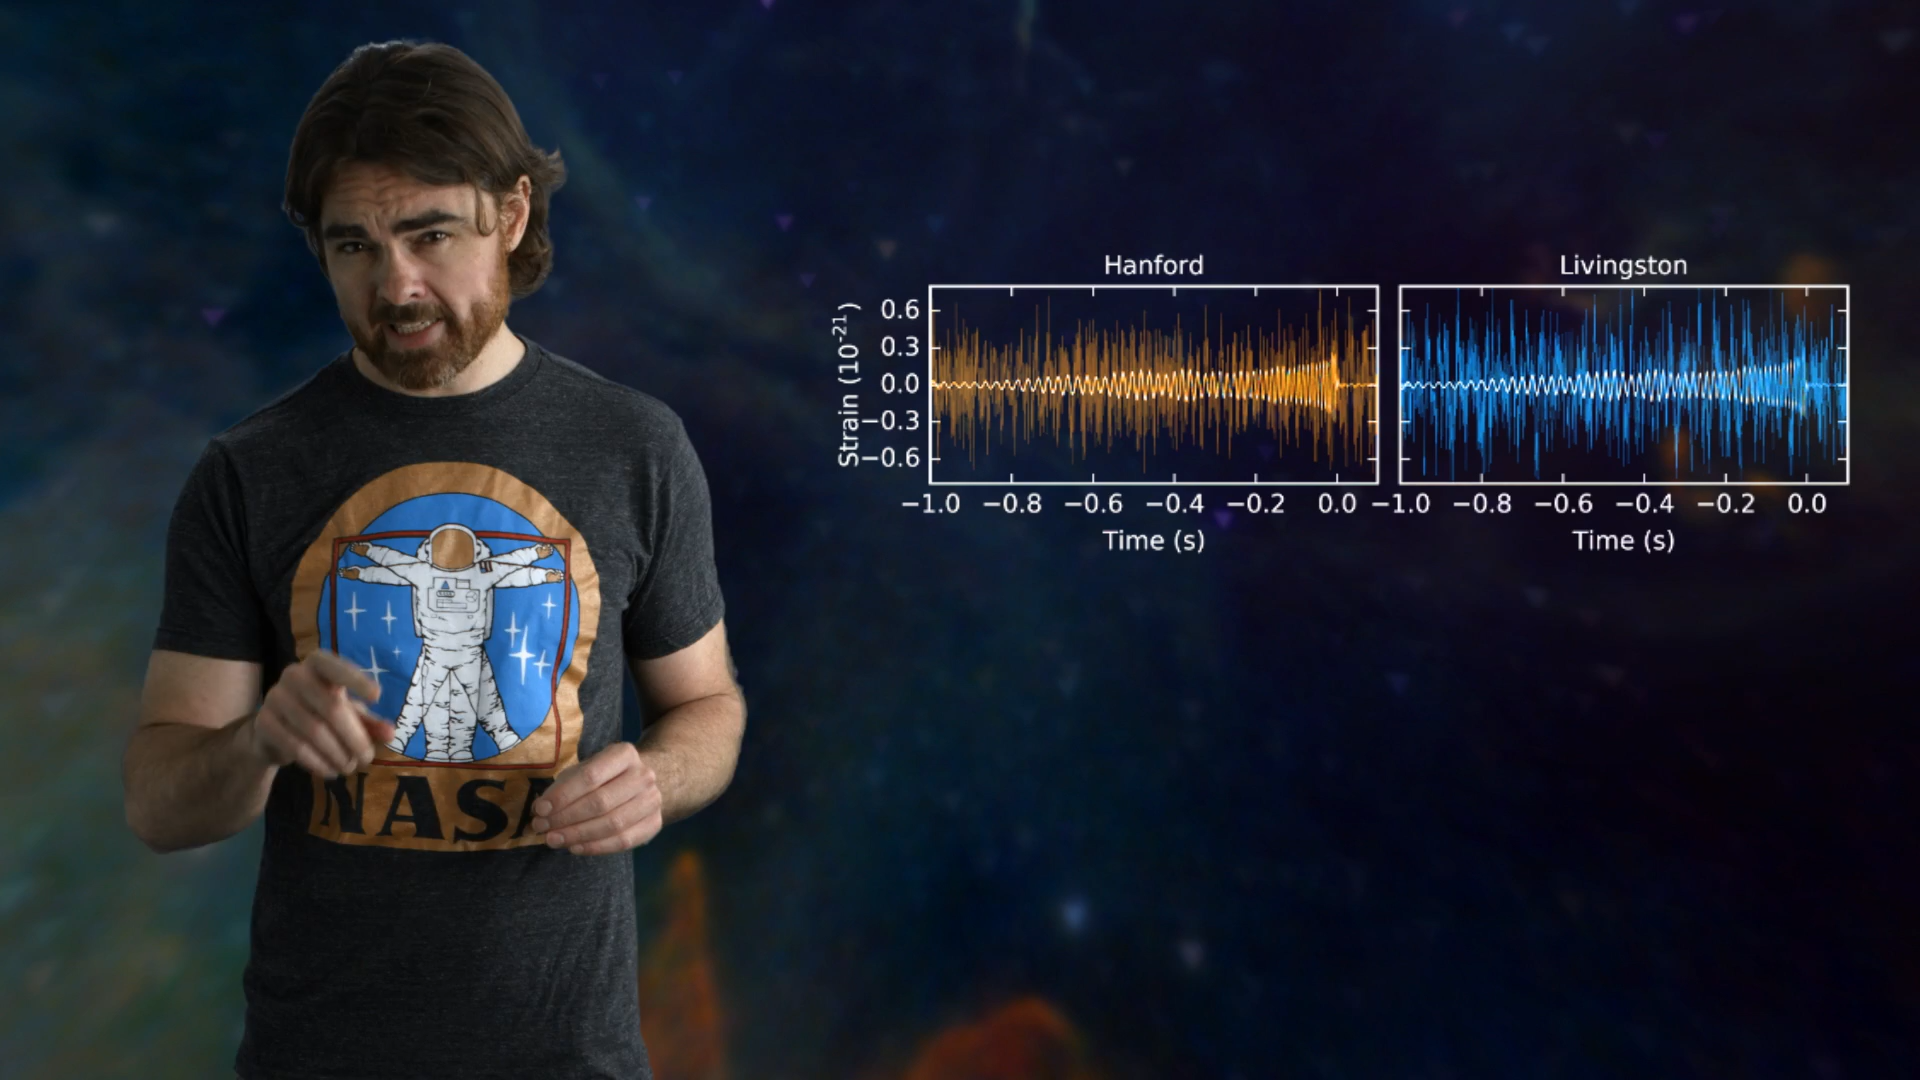 Hanford
Livingston
Strain (10⁻²¹)
0.6
0.3
0.0
−0.3
−0.6
−1.0 −0.8 −0.6 −0.4 −0.2 0.0 −1.0 −0.8 −0.6 −0.4 −0.2 0.0
Time (s)
Time (s)
NASA